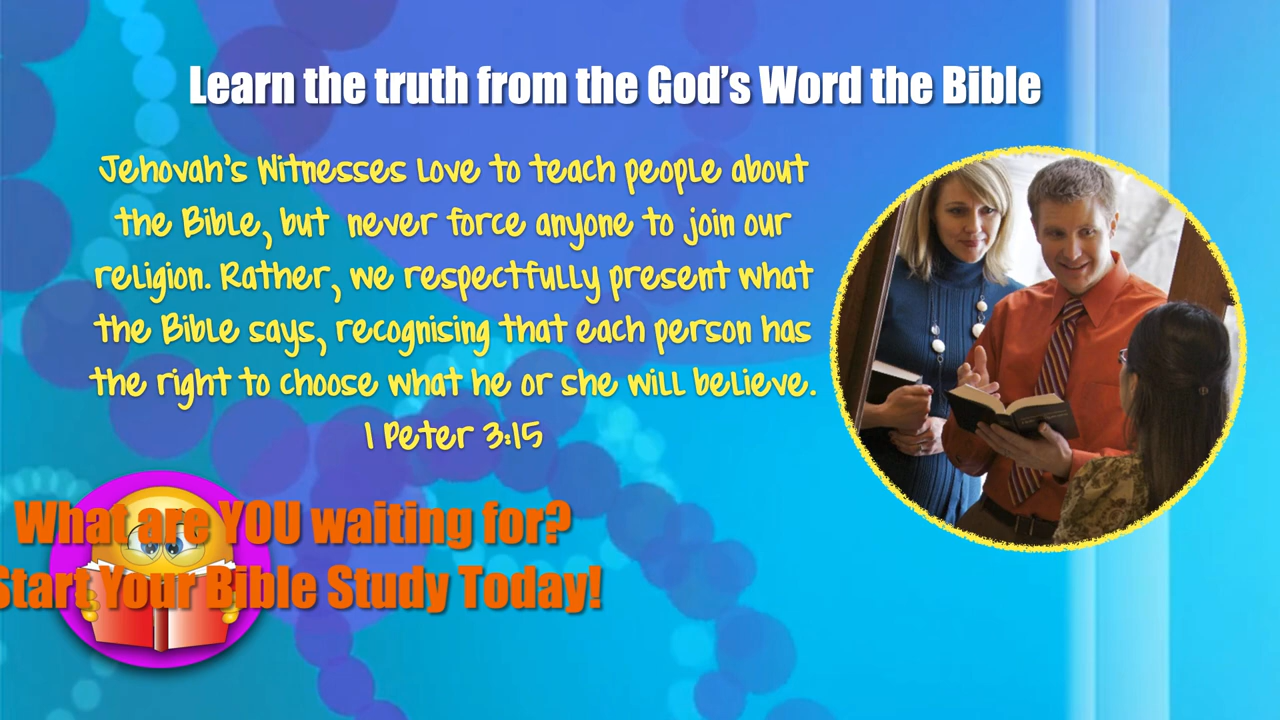 Learn the truth from the God's Word the Bible
Jehovah's Witnesses love to teach people about
the Bible, but never force anyone to join our
religion. Rather, we respectfully present what
the Bible says, recognising that each person has
the right to choose what he or she will believe.
1 Peter 3:15
What are YOU waiting for?
Start Your Bible Study Today!